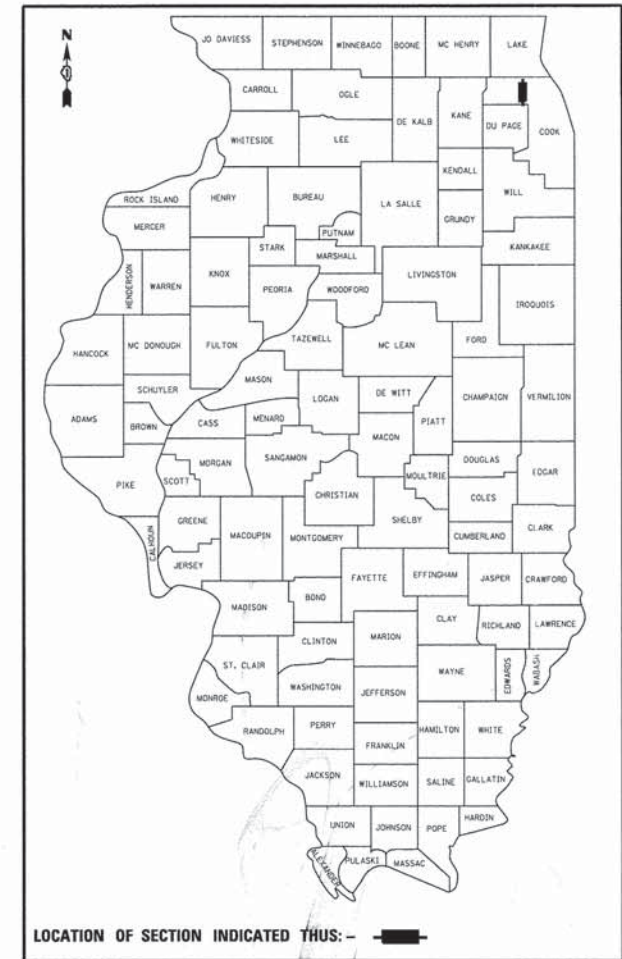 N
JO DAVIESS STEPHENSON WINNEBAGO BOONE MC HENRY LAKE
CARROLL OGLE DE KALB KANE DU PAGE COOK
WHITESIDE LEE
KENDALL WILL
ROCK ISLAND HENRY BUREAU LA SALLE GRUNDY
MERCER PUTNAM
STARK MARSHALL KANKAKEE
HENDERSON WARREN KNOX PEORIA WOODFORD LIVINGSTON IROQUOIS
HANCOCK MC DONOUGH FULTON TAZEWELL MC LEAN FORD
SCHUYLER MASON LOGAN DE WITT CHAMPAIGN VERMILION
ADAMS BROWN CASS MENARD PIATT
MACON
PIKE SCOTT MORGAN SANGAMON CHRISTIAN MOULTRIE DOUGLAS EDGAR
COLES
CALHOUN GREENE MACOUPIN MONTGOMERY SHELBY CUMBERLAND CLARK
JERSEY FAYETTE EFFINGHAM JASPER CRAWFORD
MADISON BOND
CLAY RICHLAND LAWRENCE
CLINTON MARION
ST. CLAIR WAYNE EDWARDS WABASH
WASHINGTON JEFFERSON
MONROE
RANDOLPH PERRY HAMILTON WHITE
FRANKLIN
JACKSON WILLIAMSON SALINE GALLATIN
UNION JOHNSON POPE HARDIN
ALEXANDER PULASKI MASSAC
LOCATION OF SECTION INDICATED THUS: -